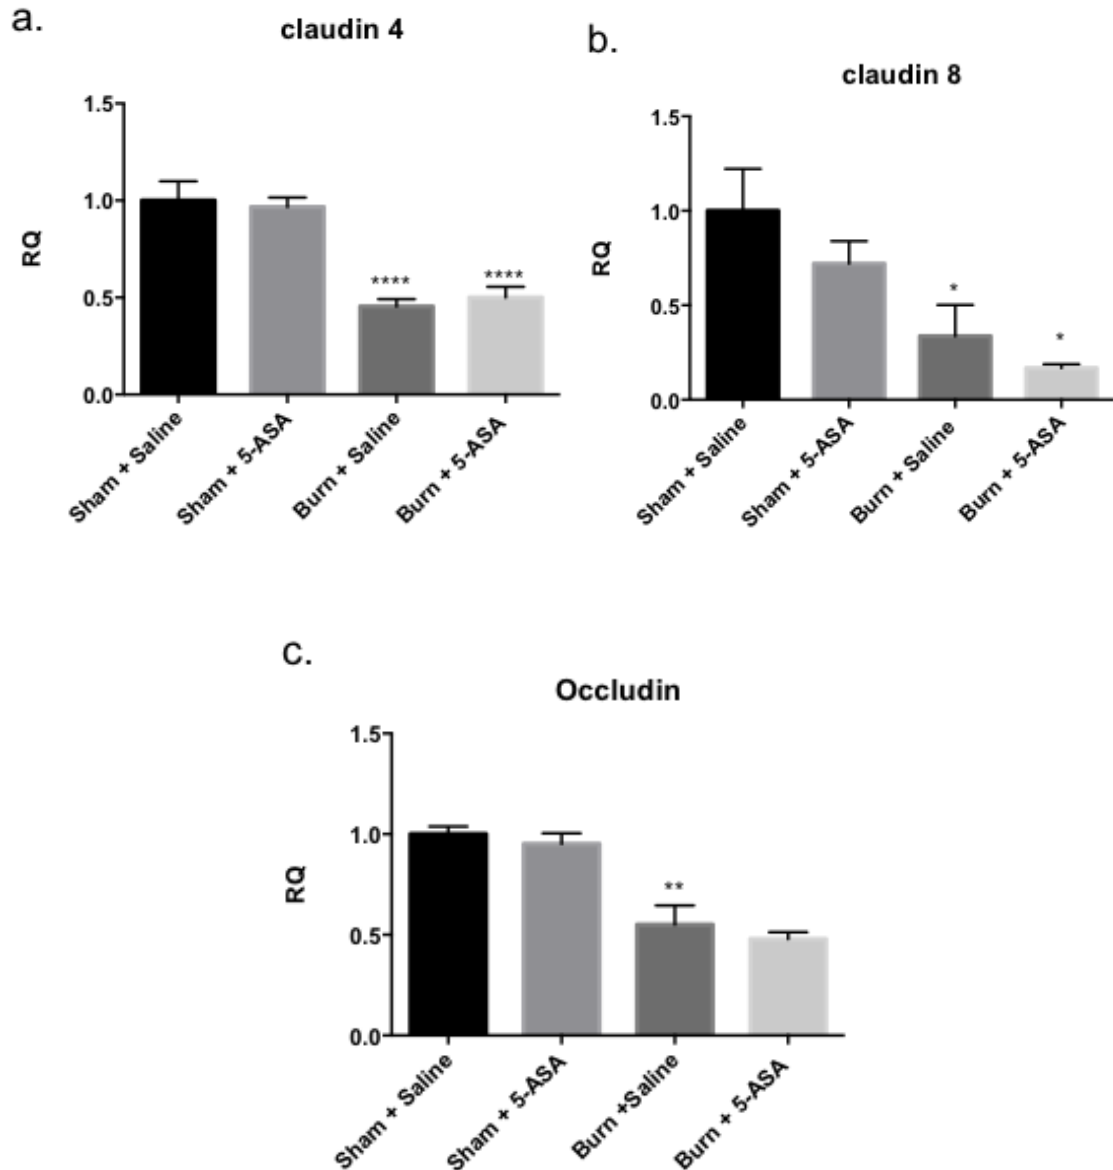 a.
claudin 4
RQ
1.5
1.0
0.5
0.0
****
****
Sham + Saline
Sham + 5-ASA
Burn + Saline
Burn + 5-ASA
b.
claudin 8
RQ
1.5
1.0
0.5
0.0
*
*
Sham + Saline
Sham + 5-ASA
Burn + Saline
Burn + 5-ASA
c.
Occludin
RQ
1.5
1.0
0.5
0.0
**
Sham + Saline
Sham + 5-ASA
Burn +Saline
Burn + 5-ASA